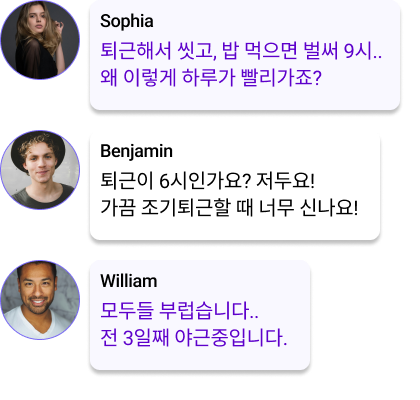 Sophia
퇴근해서 씻고, 밥 먹으면 벌써 9시..
왜 이렇게 하루가 빨리가죠?
Benjamin
퇴근이 6시인가요? 저두요!
가끔 조기퇴근할 때 너무 신나요!
William
모두들 부럽습니다..
전 3일째 야근중입니다.